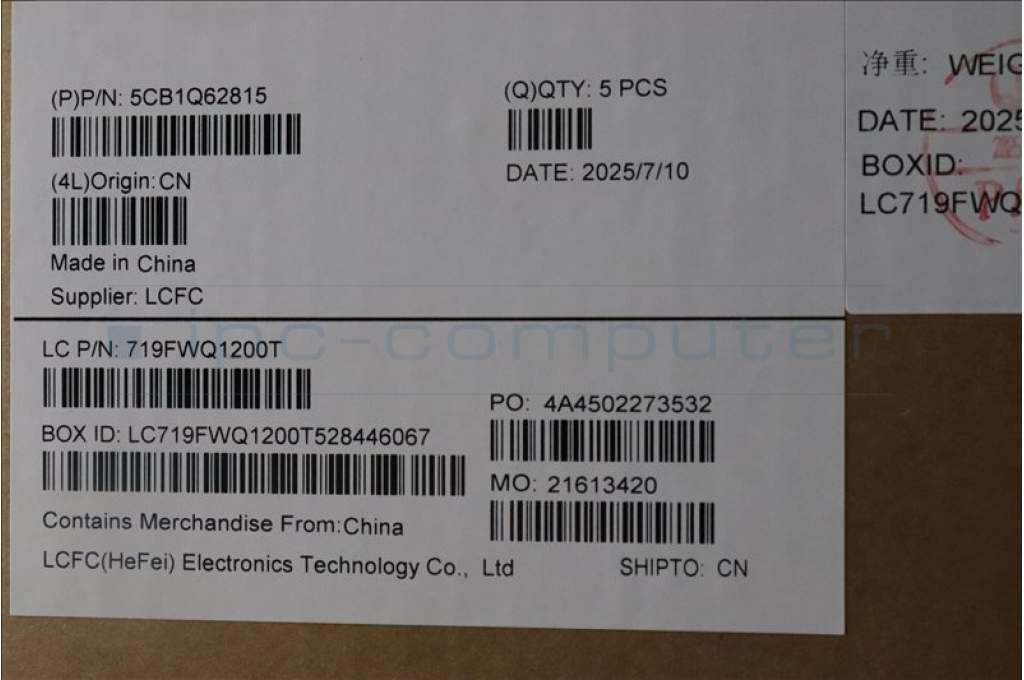 (P)P/N: 5CB1Q62815
(Q)QTY: 5 PCS
DATE: 2025/7/10
(4L)Origin:CN
Made in China
Supplier: LCFC
LC P/N: 719FWQ1200T
BOX ID: LC719FWQ1200T528446067
Contains Merchandise From:China
LCFC(HeFei) Electronics Technology Co., Ltd
PO: 4A4502273532
MO: 21613420
SHIPTO: CN
净重: WEIG
DATE: 2025
BOXID:
LC719FWQ
ipc-computer